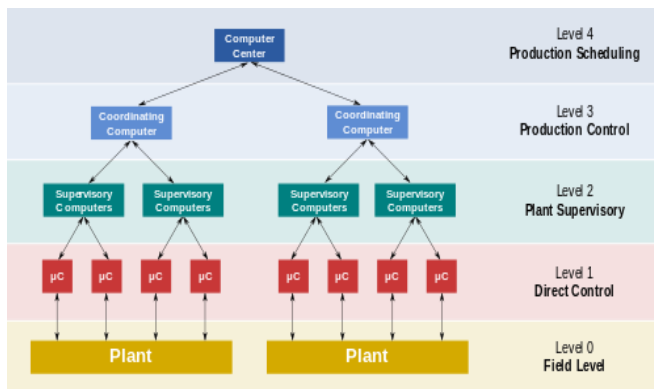 Computer
Center
Level 4
Production Scheduling
Coordinating
Computer
Coordinating
Computer
Level 3
Production Control
Supervisory
Computers
Supervisory
Computers
Supervisory
Computers
Supervisory
Computers
Level 2
Plant Supervisory
µC
µC
µC
µC
µC
µC
µC
µC
Level 1
Direct Control
Plant
Plant
Level 0
Field Level